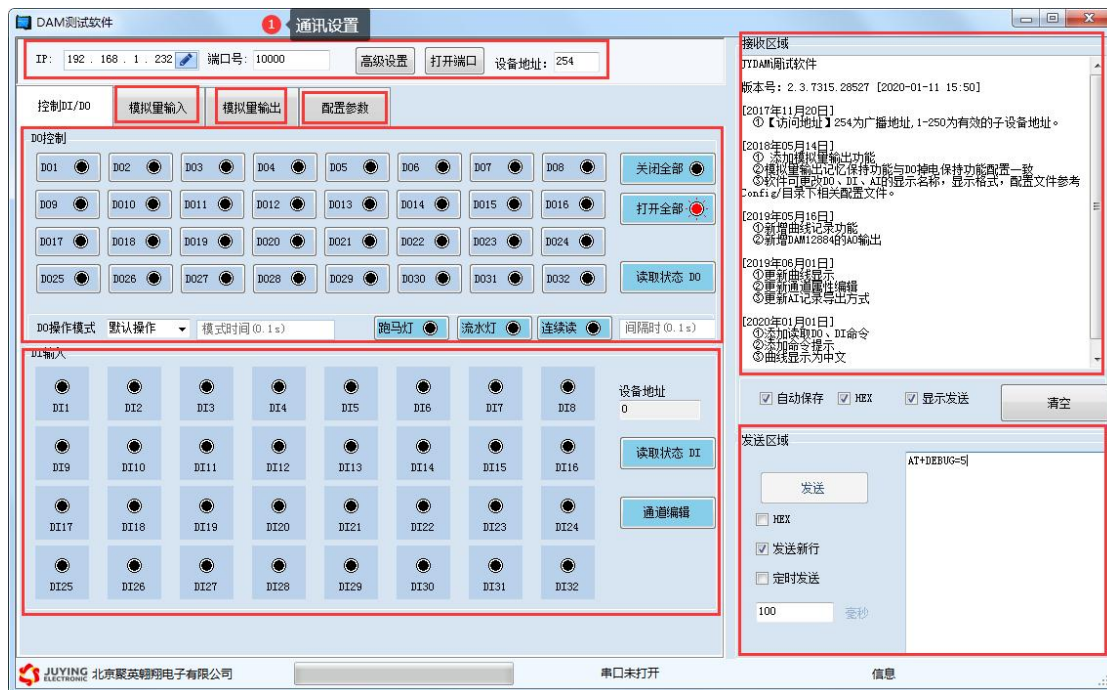 DAM测试软件
1 通讯设置
IP: 192 . 168 . 1 . 232 端口号: 10000 高级设置 打开端口 设备地址: 254
控制DI/DO 模拟量输入 模拟量输出 配置参数
DO控制
DO1 DO2 DO3 DO4 DO5 DO6 DO7 DO8 关闭全部
DO9 DO10 DO11 DO12 DO13 DO14 DO15 DO16 打开全部
DO17 DO18 DO19 DO20 DO21 DO22 DO23 DO24
DO25 DO26 DO27 DO28 DO29 DO30 DO31 DO32 读取状态 DO
DO操作模式 默认操作 模式时间(0.1s) 跑马灯 流水灯 连续读 间隔时(0.1s)
DI输入
DI1 DI2 DI3 DI4 DI5 DI6 DI7 DI8
设备地址
0
DI9 DI10 DI11 DI12 DI13 DI14 DI15 DI16 读取状态 DI
DI17 DI18 DI19 DI20 DI21 DI22 DI23 DI24 通道编辑
DI25 DI26 DI27 DI28 DI29 DI30 DI31 DI32
接收区域
JYDAM调试软件
版本号: 2.3.7315.28527 [2020-01-11 15:50]
[2017年11月20日]
①【访问地址】254为广播地址,1-250为有效的子设备地址。
[2018年05月14日]
① 添加模拟量输出功能
②模拟量输出记忆保持功能与DO掉电保持功能配置一致
③软件可更改DO、DI、AI的显示名称,显示格式,配置文件参考
Config/目录下相关配置文件。
[2019年05月16日]
①新增曲线记录功能
②新增DAM12884的AO输出
[2019年06月01日]
①更新曲线显示
②更新通道属性编辑
③更新AI记录导出方式
[2020年01月01日]
①添加读取DO、DI命令
②添加命令提示
③曲线显示为中文
自动保存 HEX 显示发送 清空
发送区域
AT+DEBUG=5
发送
HEX
发送新行
定时发送
100 毫秒
JUYING ELECTRONIC 北京聚英翱翔电子有限公司 串口未打开 信息